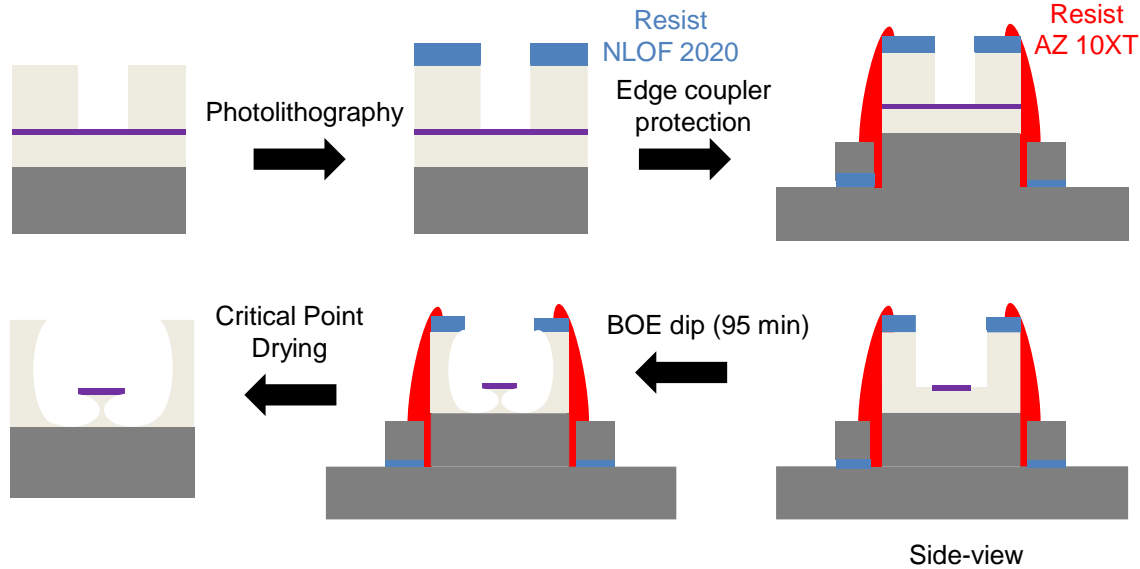 Photolithography
Resist
NLOF 2020
Edge coupler
protection
Resist
AZ 10XT
Critical Point
Drying
BOE dip (95 min)
Side-view